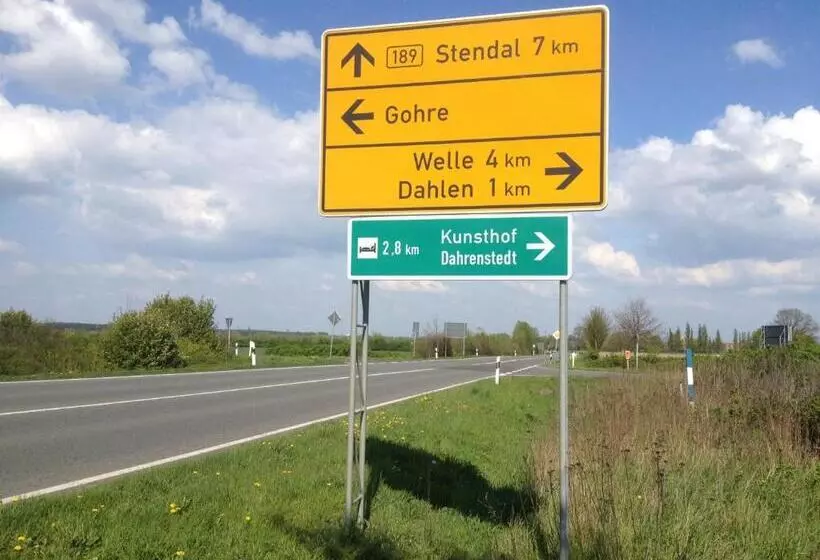 189 Stendal 7 km
Gohre
Welle 4 km
Dahlen 1 km
2,8 km Kunsthof
Dahrenstedt